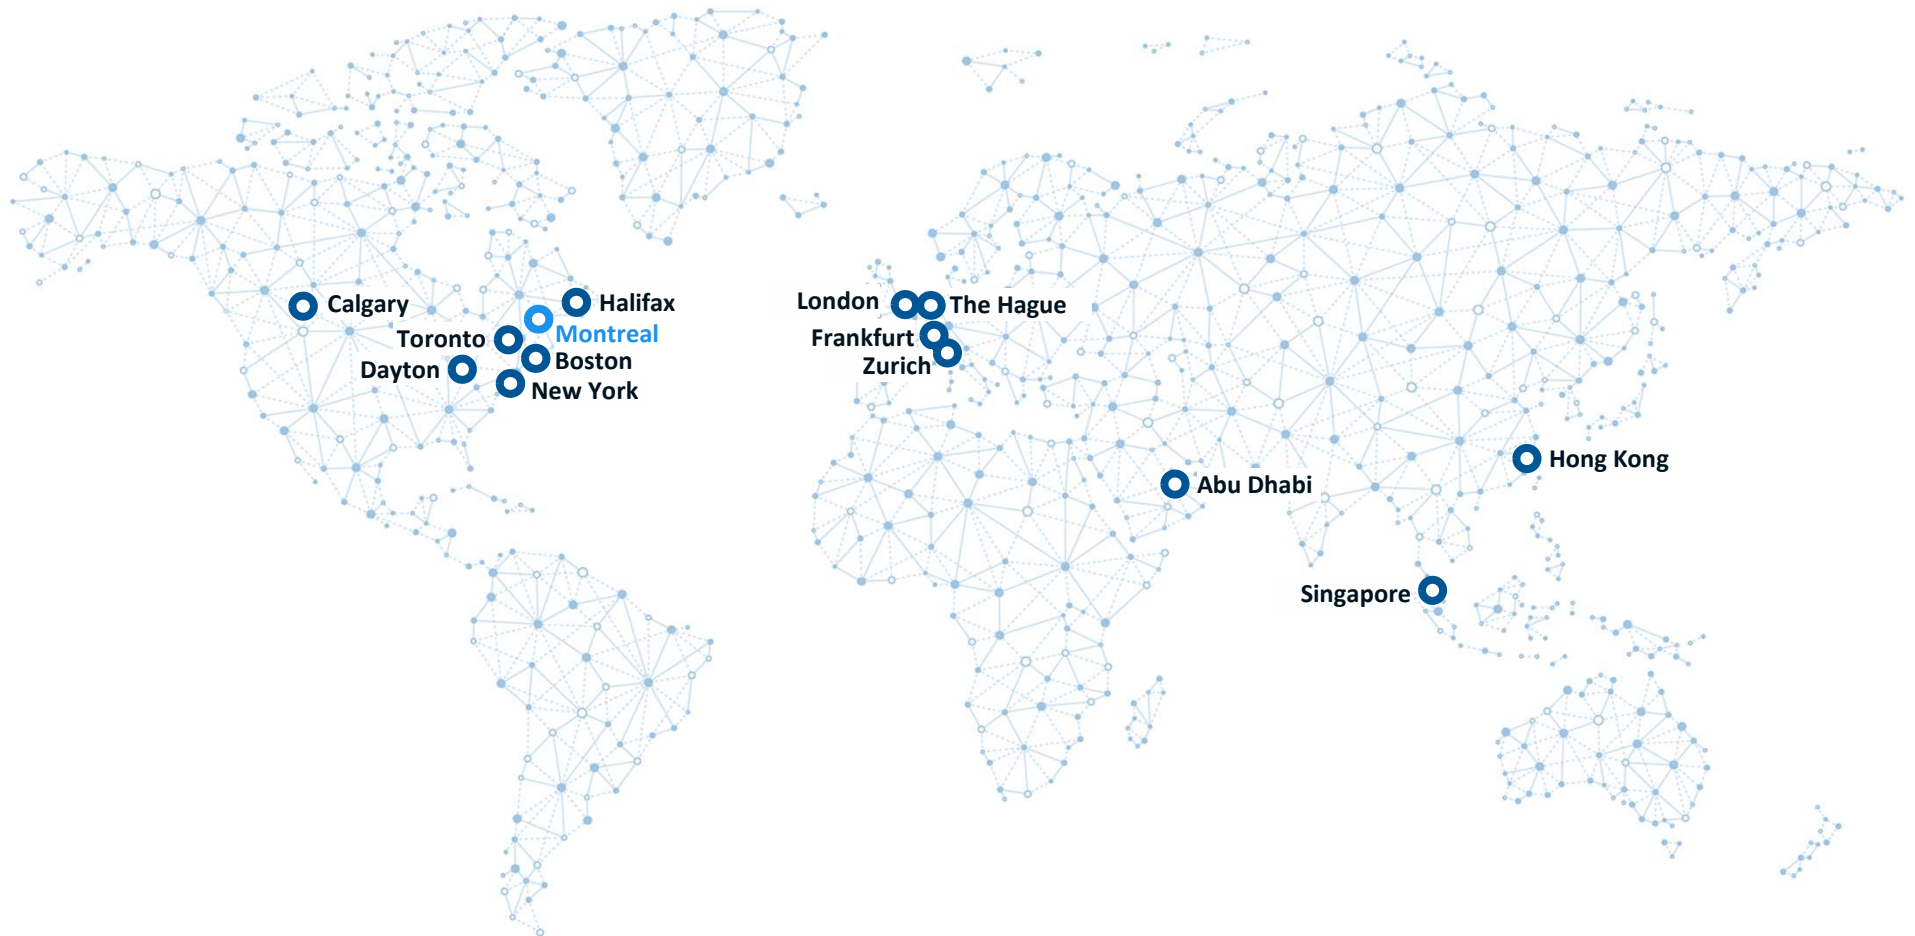 Calgary
Halifax
Montreal
Toronto
Boston
Dayton
New York
London
The Hague
Frankfurt
Zurich
Abu Dhabi
Hong Kong
Singapore